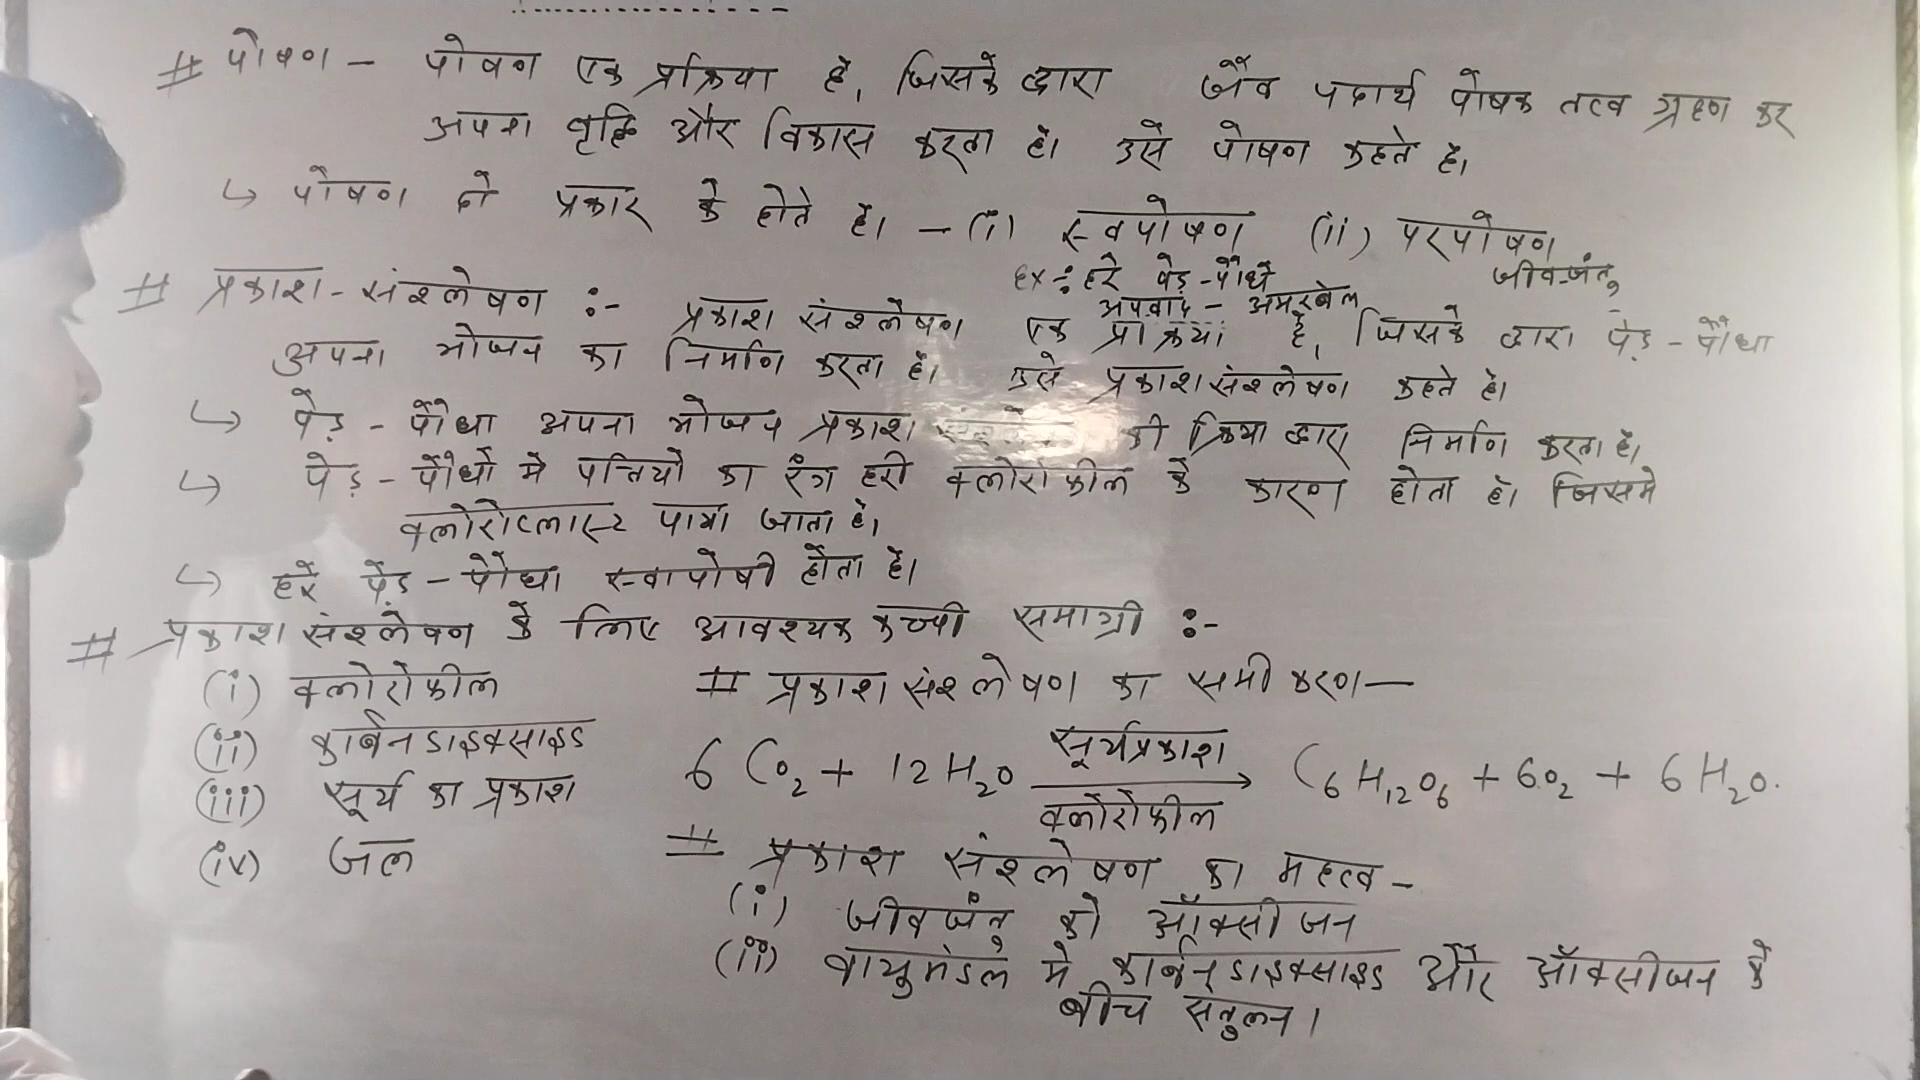 # पोषण - पोषण एक प्रक्रिया है, जिसके द्वारा जैव पदार्थ पोषक तत्व ग्रहण कर
अपना वृद्धि और विकास करता है। उसे पोषण कहते है।
↳ पोषण दो प्रकार के होते है। - (i) स्वपोषण (ii) परपोषण
ex ÷ हरे पेड़-पौधे जीव-जंतु
अपवाद - अमरबेल
# प्रकाश-संश्लेषण :- प्रकाश संश्लेषण एक प्रक्रिया है, जिसके द्वारा पेड़-पौधा
अपना भोजन का निर्माण करता है। उसे प्रकाश संश्लेषण कहते है।
↳ पेड़-पौधा अपना भोजन प्रकाश की क्रिया द्वारा निर्माण करता है।
↳ पेड़-पौधों मे पत्तियों का रंग हरी क्लोरोफील के कारण होता है। जिसमे
क्लोरोप्लास्ट पाया जाता है।
↳ हरे पेड़-पौधा स्वापोषी होता है।
# प्रकाश संश्लेषण के लिए आवश्यक कच्ची समाग्री :-
(i) क्लोरोफील
(ii) कार्बनडाइक्साइड
(iii) सूर्य का प्रकाश
(iv) जल
# प्रकाश संश्लेषण का समीकरण—
सूर्यप्रकाश
6 CO₂ + 12 H₂O → C₆H₁₂O₆ + 6O₂ + 6 H₂O.
क्लोरोफील
# प्रकाश संश्लेषण का महत्व -
(i) जीवजंतु को ऑक्सीजन
(ii) वायुमंडल मे कार्बनडाइक्साइड और ऑक्सीजन के
बीच संतुलन।